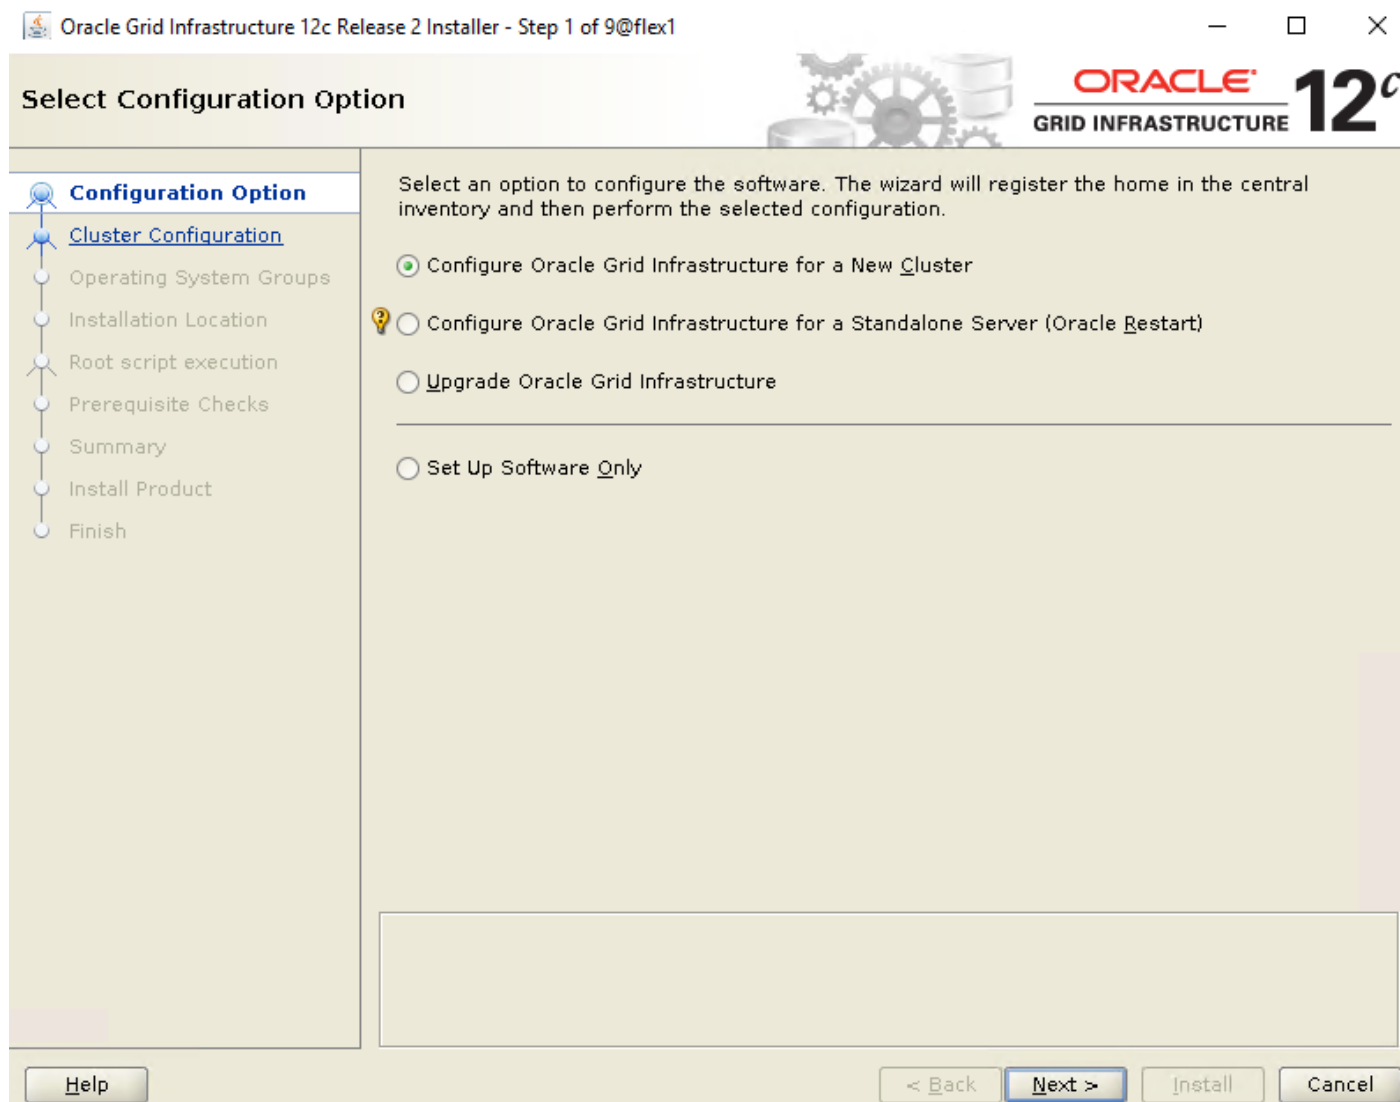 Oracle Grid Infrastructure 12c Release 2 Installer - Step 1 of 9@flex1
Select Configuration Option
ORACLE
GRID INFRASTRUCTURE
12c
Configuration Option
Cluster Configuration
Operating System Groups
Installation Location
Root script execution
Prerequisite Checks
Summary
Install Product
Finish
Select an option to configure the software. The wizard will register the home in the central
inventory and then perform the selected configuration.
Configure Oracle Grid Infrastructure for a New Cluster
Configure Oracle Grid Infrastructure for a Standalone Server (Oracle Restart)
Upgrade Oracle Grid Infrastructure
Set Up Software Only
Help
< Back
Next >
Install
Cancel